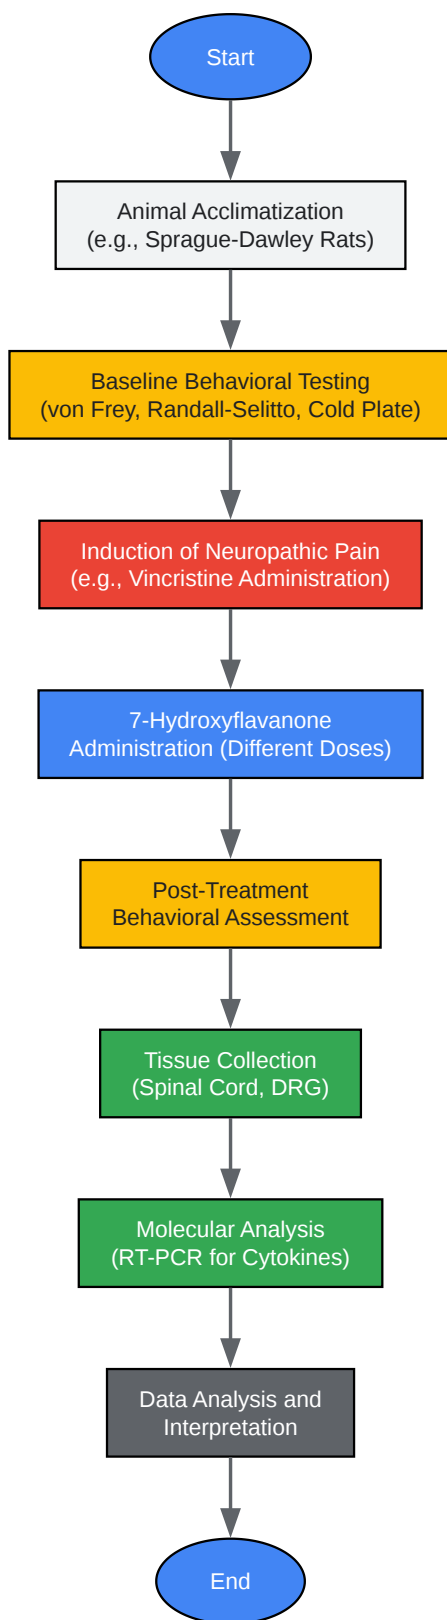 Start
Animal Acclimatization
(e.g., Sprague-Dawley Rats)
Baseline Behavioral Testing
(von Frey, Randall-Selitto, Cold Plate)
Induction of Neuropathic Pain
(e.g., Vincristine Administration)
7-Hydroxyflavanone
Administration (Different Doses)
Post-Treatment
Behavioral Assessment
Tissue Collection
(Spinal Cord, DRG)
Molecular Analysis
(RT-PCR for Cytokines)
Data Analysis and
Interpretation
End